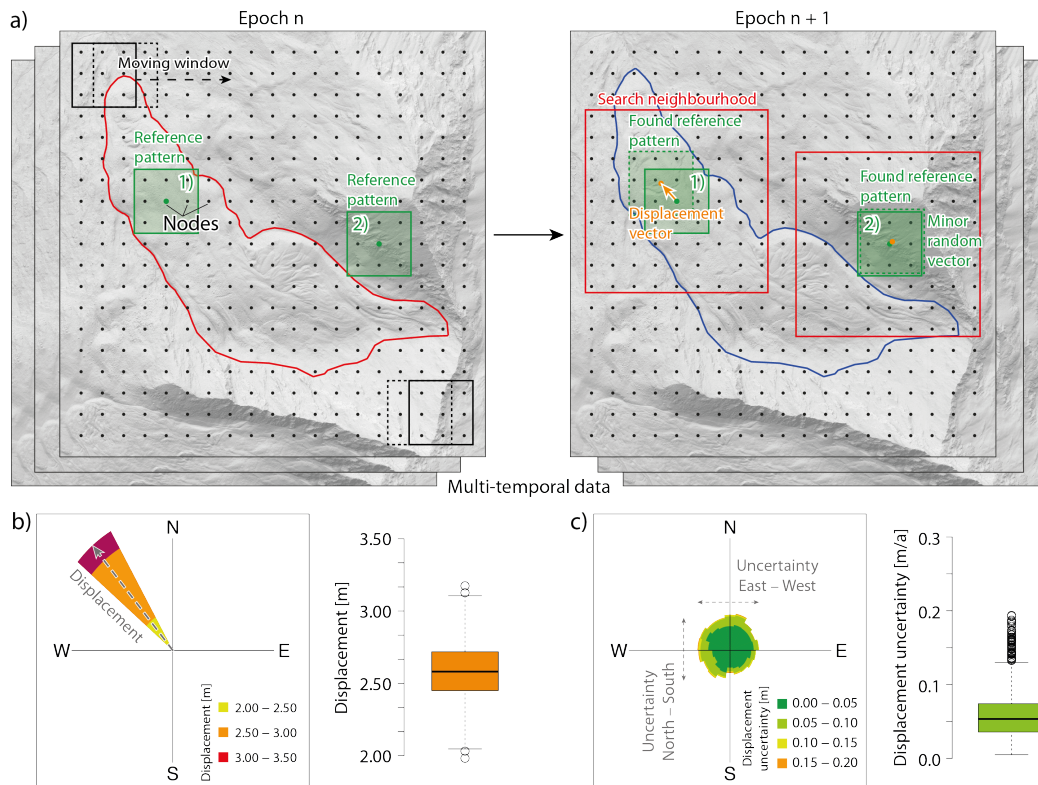 a)
Epoch n
Epoch n + 1
Moving window
Reference
pattern
1)
Nodes
Reference
pattern
2)
Search neighbourhood
Found reference
pattern
1)
Displacement
vector
Found reference
pattern
2)
Minor
random
vector
Multi-temporal data
b)
N
W
E
S
Displacement
Displacement [m]
2.00 – 2.50
2.50 – 3.00
3.00 – 3.50
Displacement [m]
3.50
3.00
2.50
2.00
c)
N
W
E
S
Uncertainty
East – West
Uncertainty
North – South
Displacement
uncertainty [m]
0.00 – 0.05
0.05 – 0.10
0.10 – 0.15
0.15 – 0.20
Displacement uncertainty [m/a]
0.3
0.2
0.1
0.0